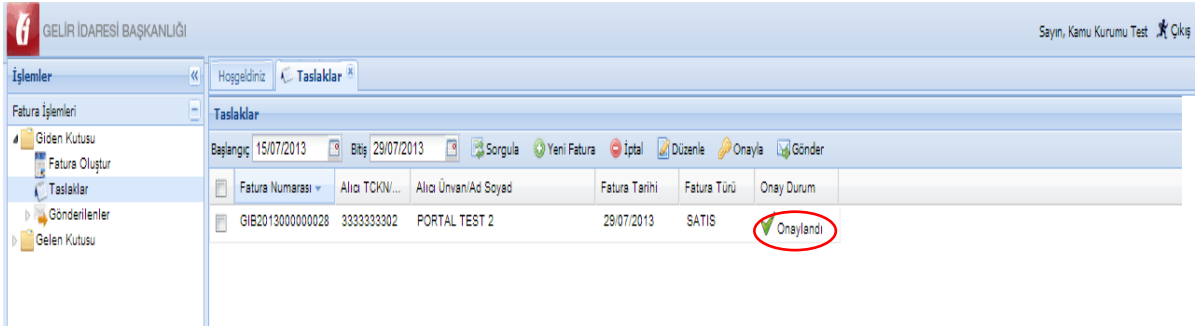 GELİR İDARESİ BAŞKANLIĞI
Sayın, Kamu Kurumu Test Çıkış
İşlemler
Hoşgeldiniz Taslaklar
Fatura İşlemleri
Taslaklar
Giden Kutusu
Fatura Oluştur
Taslaklar
Gönderilenler
Gelen Kutusu
Başlangıç 15/07/2013 Bitiş 29/07/2013 Sorgula Yeni Fatura İptal Düzenle Onayla Gönder
Fatura Numarası Alıcı TCKN/... Alıcı Ünvan/Ad Soyad Fatura Tarihi Fatura Türü Onay Durum
GIB2013000000028 3333333302 PORTAL TEST 2 29/07/2013 SATIS Onaylandı